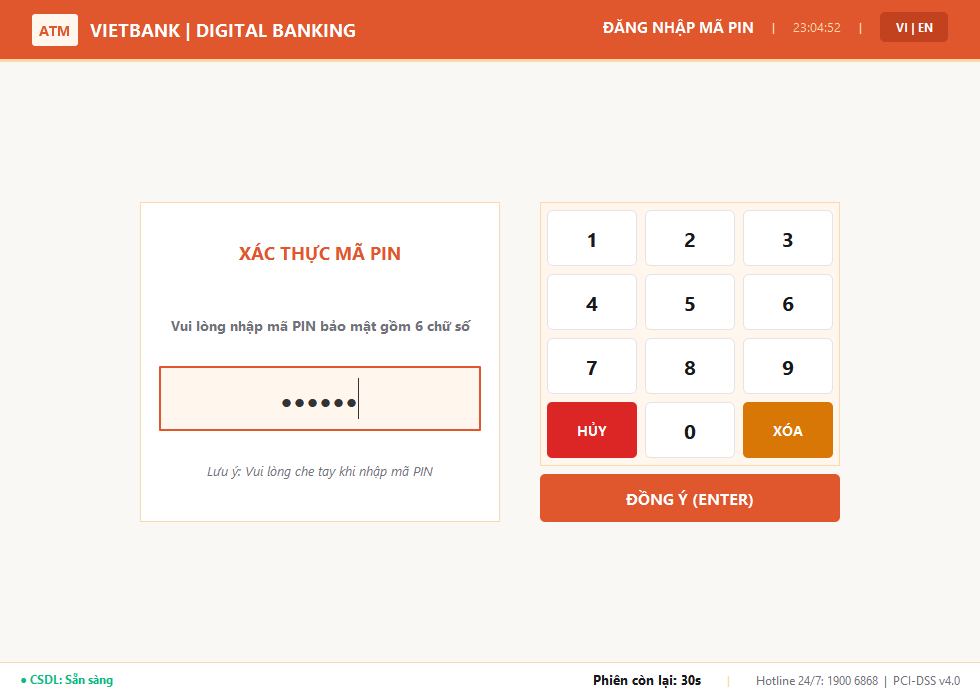 ATM VIETBANK | DIGITAL BANKING ĐĂNG NHẬP MÃ PIN | 23:04:52 | VI | EN
XÁC THỰC MÃ PIN
Vui lòng nhập mã PIN bảo mật gồm 6 chữ số
●●●●●●
Lưu ý: Vui lòng che tay khi nhập mã PIN
1 2 3
4 5 6
7 8 9
HỦY 0 XÓA
ĐỒNG Ý (ENTER)
● CSDL: Sẵn sàng Phiên còn lại: 30s | Hotline 24/7: 1900 6868 | PCI-DSS v4.0